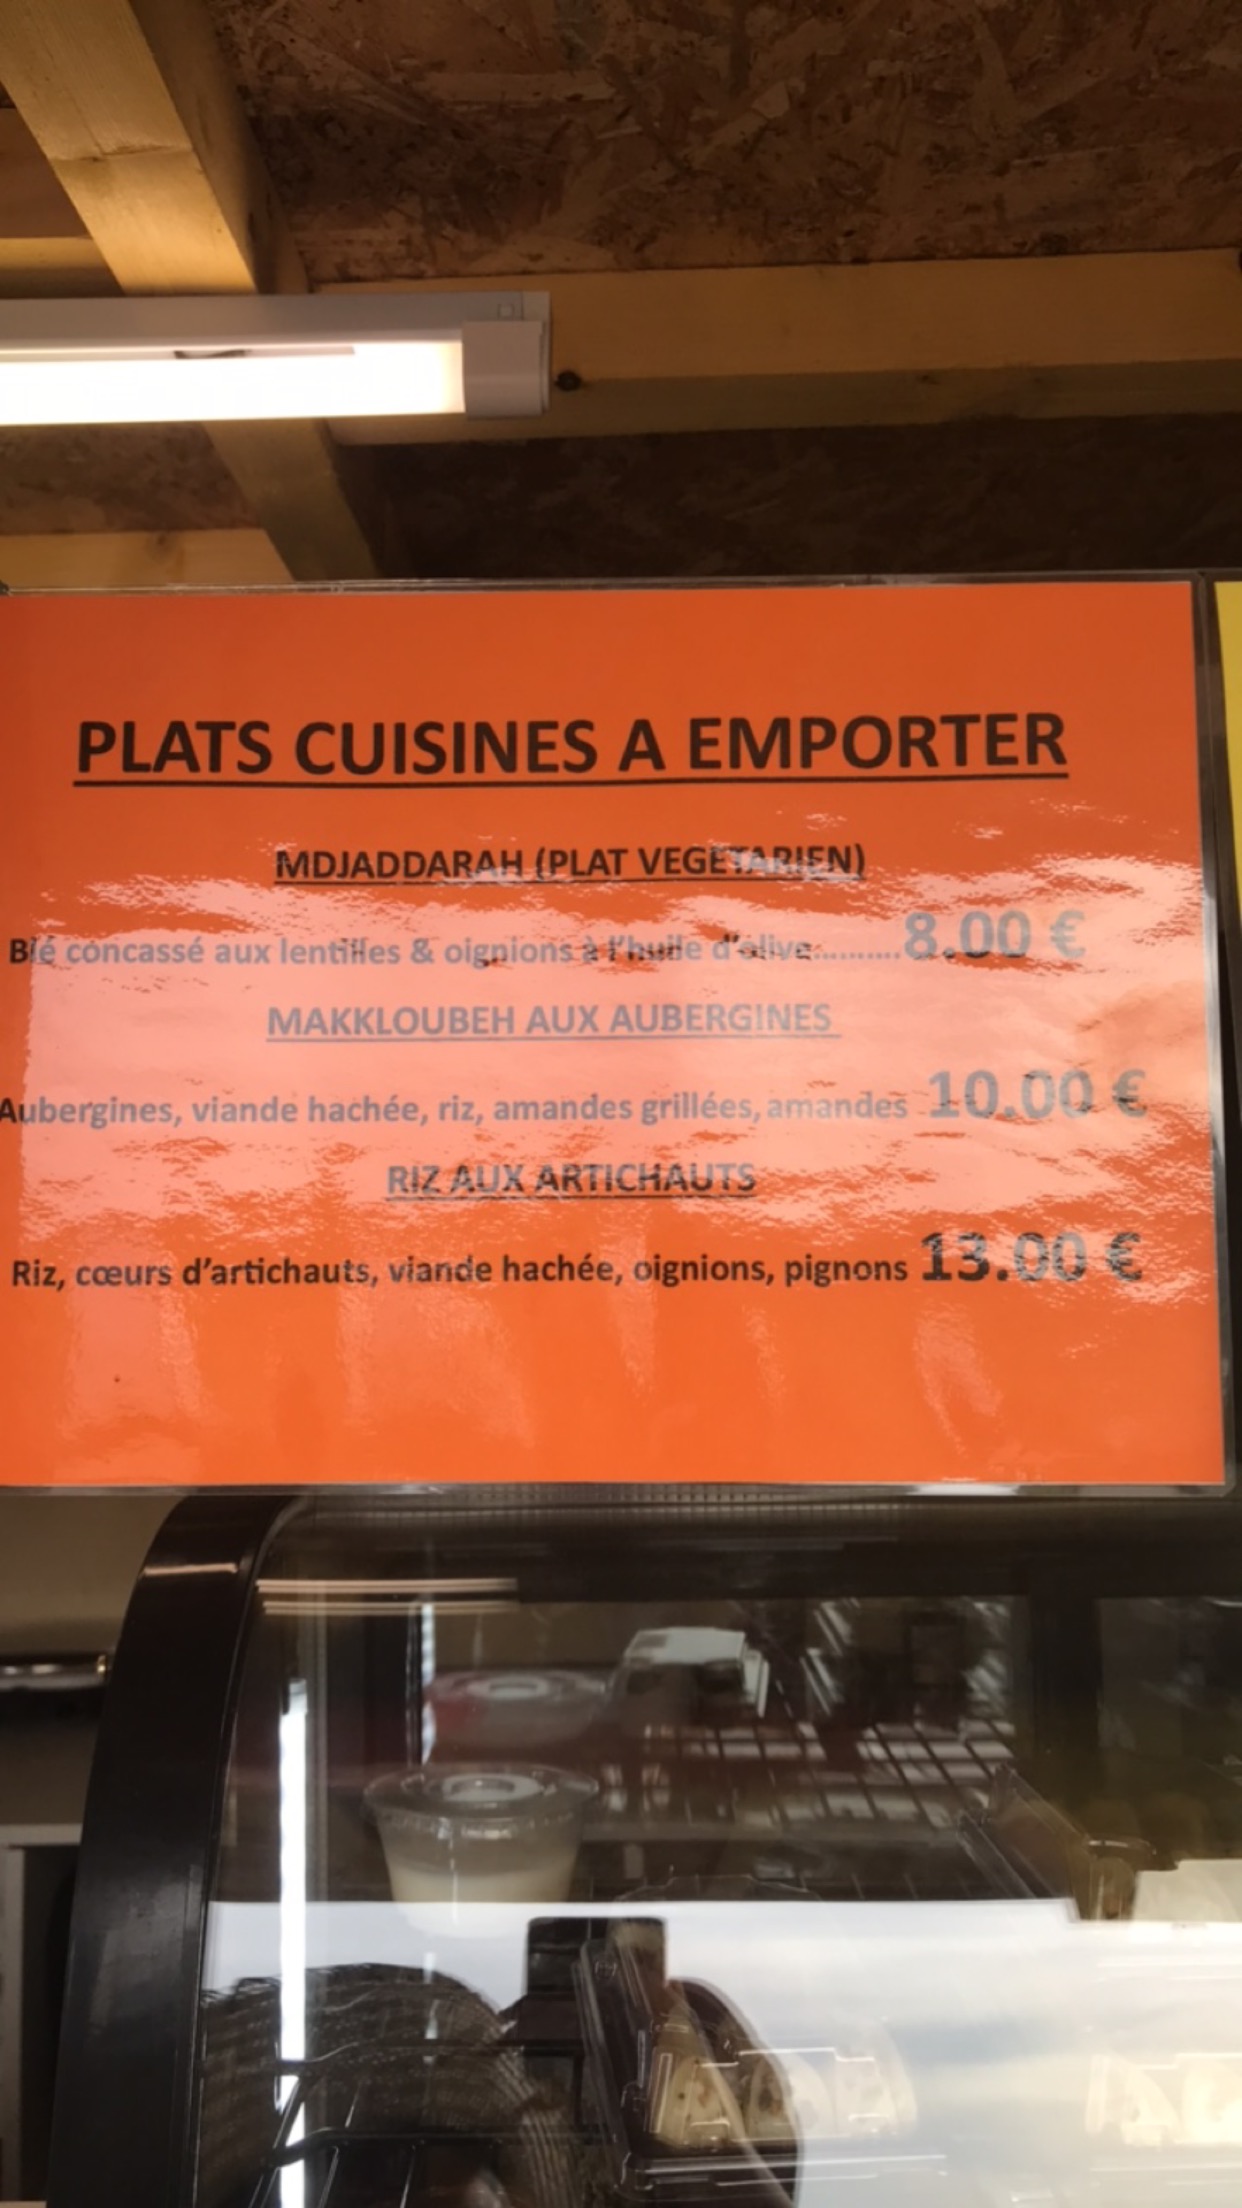 PLATS CUISINES A EMPORTER
MDJADDARAH (PLAT VEGETARIEN)
Blé concassé aux lentilles & oignions à l'huile d'olive..........8.00 €
MAKKLOUBEH AUX AUBERGINES
Aubergines, viande hachée, riz, amandes grillées, amandes 10.00 €
RIZ AUX ARTICHAUTS
Riz, cœurs d'artichauts, viande hachée, oignions, pignons 13.00 €